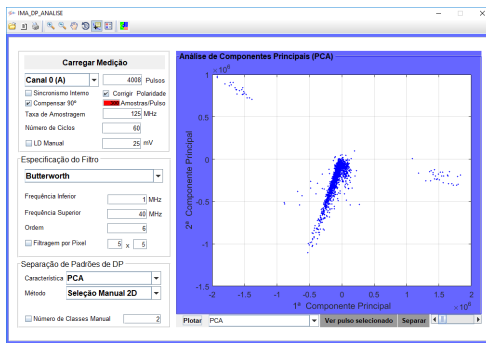 IMA_DP_ANALISE
Carregar Medição
Canal 0 (A) 4008 Pulsos
Sincronismo Interno Corrigir Polaridade
Compensar 90º Amostras/Pulso
Taxa de Amostragem 125 MHz
Número de Ciclos 60
LD Manual 25 mV
Especificação do Filtro
Butterworth
Frequência Inferior 1 MHz
Frequência Superior 40 MHz
Ordem 6
Filtragem por Pixel 5 x 5
Separação de Padrões de DP
Característica PCA
Método Seleção Manual 2D
Número de Classes Manual 2
Análise de Componentes Principais (PCA)
×10⁶
1
0.5
0
-0.5
-1
-1.5
2ª Componente Principal
-2 -1.5 -1 -0.5 0 0.5 1 1.5 2
1ª Componente Principal ×10⁶
Plotar PCA Ver pulso selecionado Separar